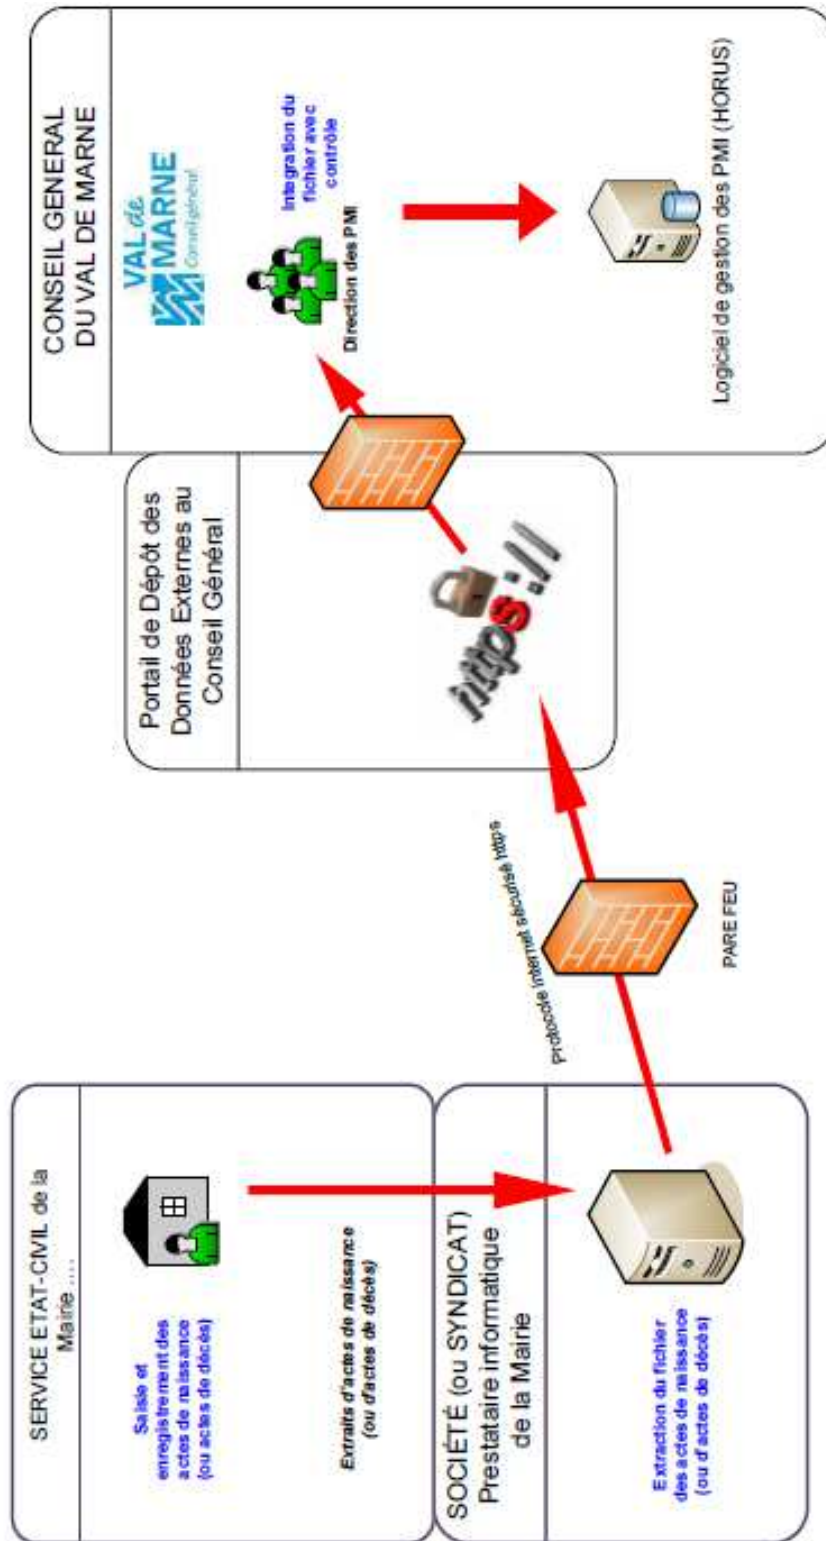 SERVICE ETAT-CIVIL de la
Mairie ....
Saisie et
enregistrement des
actes de naissance
(ou actes de décès)
Extraits d'actes de naissance
(ou d'actes de décès)
SOCIÉTÉ (ou SYNDICAT)
Prestataire informatique
de la Mairie
Extraction du fichier
des actes de naissance
(ou d'actes de décès)
Protocole internet sécurisé https
PARE FEU
Portail de Dépôt des
Données Externes au
Conseil Général
https://
CONSEIL GENERAL
DU VAL DE MARNE
VAL de
MARNE
Conseil général
Integration du
fichier avec
contrôle
Direction des PMI
Logiciel de gestion des PMI (HORUS)